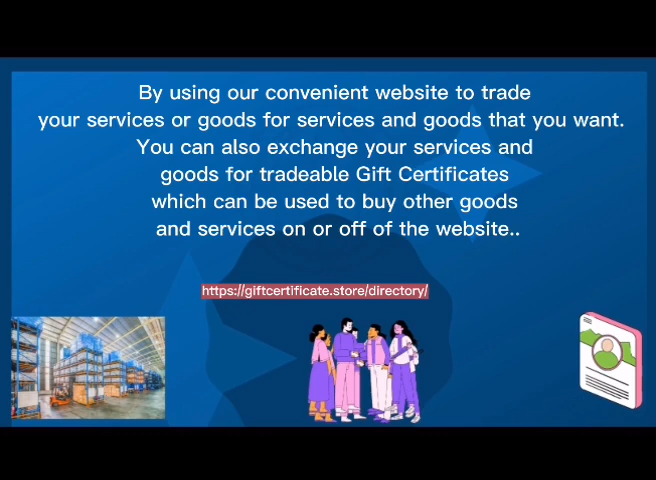 By using our convenient website to trade
your services or goods for services and goods that you want.
You can also exchange your services and
goods for tradeable Gift Certificates
which can be used to buy other goods
and services on or off of the website..
https://giftcertificate.store/directory/